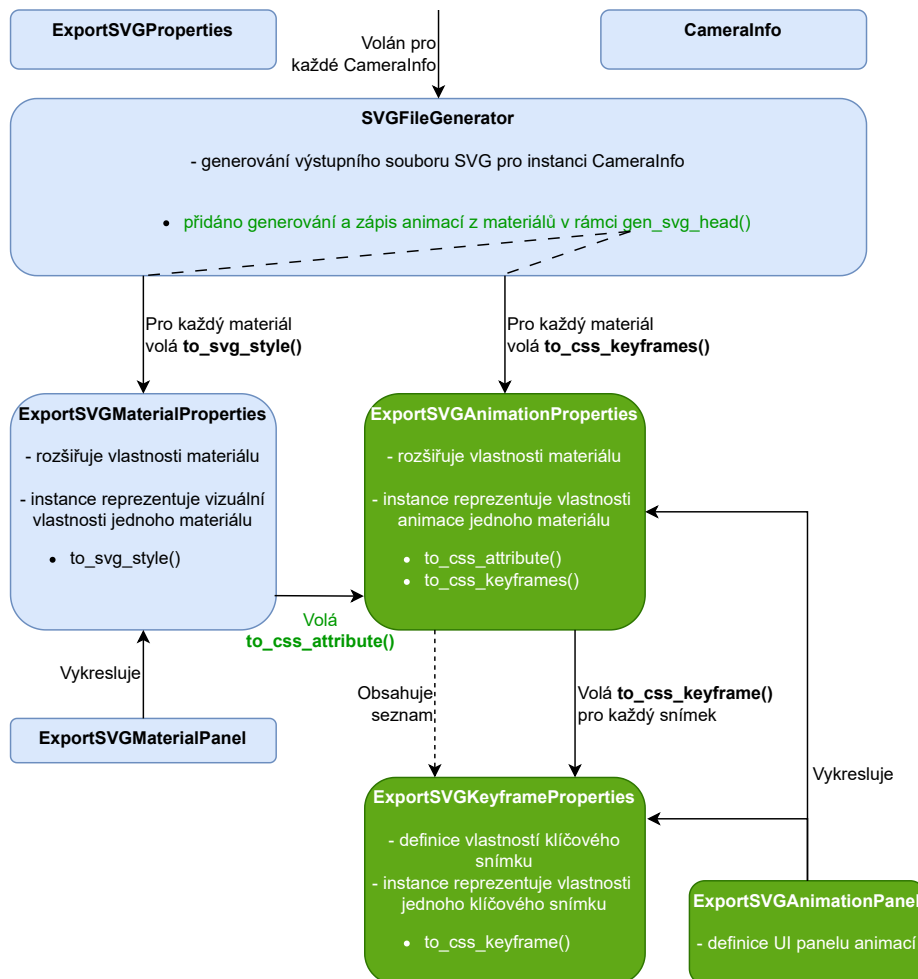 ExportSVGProperties
Volán pro
každé CameraInfo
CameraInfo
SVGFileGenerator
- generování výstupního souboru SVG pro instanci CameraInfo
• přidáno generování a zápis animací z materiálů v rámci gen_svg_head()
Pro každý materiál
volá to_svg_style()
Pro každý materiál
volá to_css_keyframes()
ExportSVGMaterialProperties
- rozšiřuje vlastnosti materiálu
- instance reprezentuje vizuální
vlastnosti jednoho materiálu
• to_svg_style()
ExportSVGAnimationProperties
- rozšiřuje vlastnosti materiálu
- instance reprezentuje vlastnosti
animace jednoho materiálu
• to_css_attribute()
• to_css_keyframes()
Volá
to_css_attribute()
Vykresluje
ExportSVGMaterialPanel
Obsahuje
seznam
Volá to_css_keyframe()
pro každý snímek
Vykresluje
ExportSVGKeyframeProperties
- definice vlastností klíčového
snímku
- instance reprezentuje vlastnosti
jednoho klíčového snímku
• to_css_keyframe()
ExportSVGAnimationPanel
- definice UI panelu animací